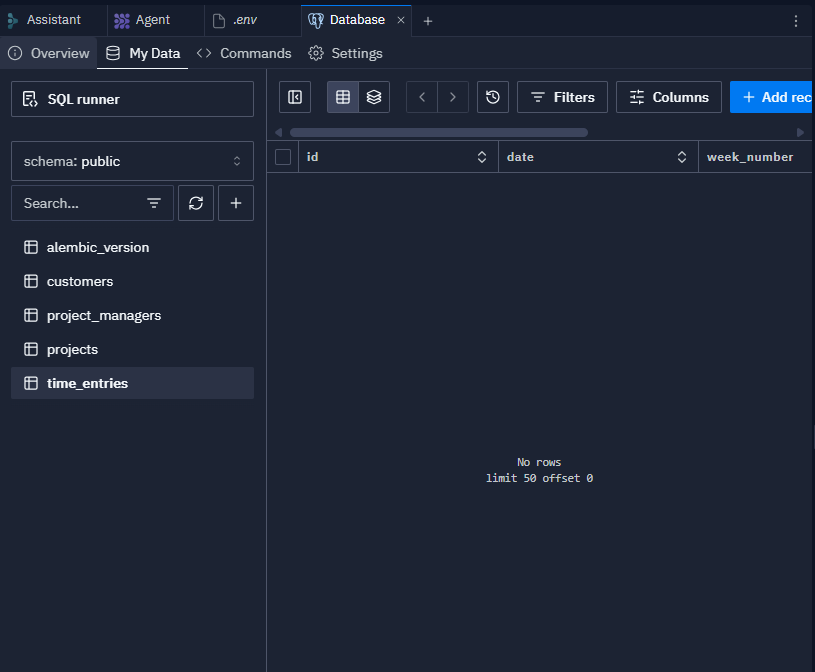 Assistant
Agent
.env
Database
Overview
My Data
Commands
Settings
SQL runner
Filters
Columns
Add rec
schema: public
id
date
week_number
Search...
alembic_version
customers
project_managers
projects
time_entries
No rows
limit 50 offset 0